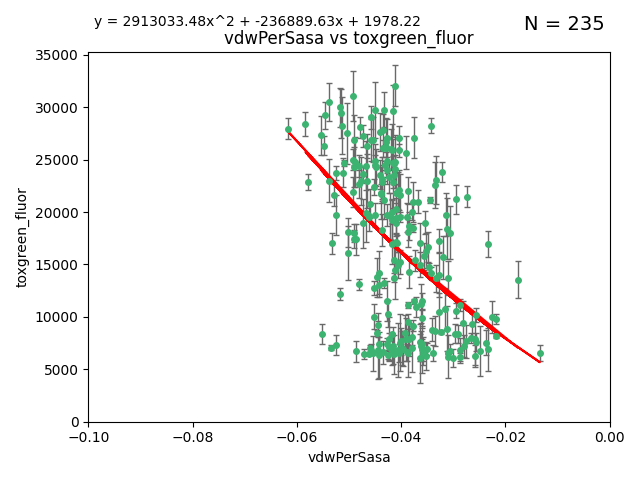 y = 2913033.48x^2 + -236889.63x + 1978.22
N = 235
vdwPerSasa vs toxgreen_fluor
35000
30000
25000
20000
15000
10000
5000
0
toxgreen_fluor
−0.10
−0.08
−0.06
−0.04
−0.02
0.00
vdwPerSasa